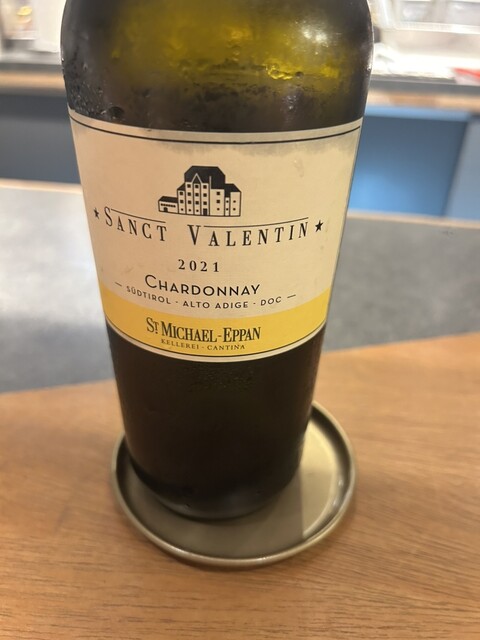 ★ SANCT VALENTIN ★
2021
CHARDONNAY
— SÜDTIROL - ALTO ADIGE - DOC —
ST MICHAEL-EPPAN
KELLEREI - CANTINA